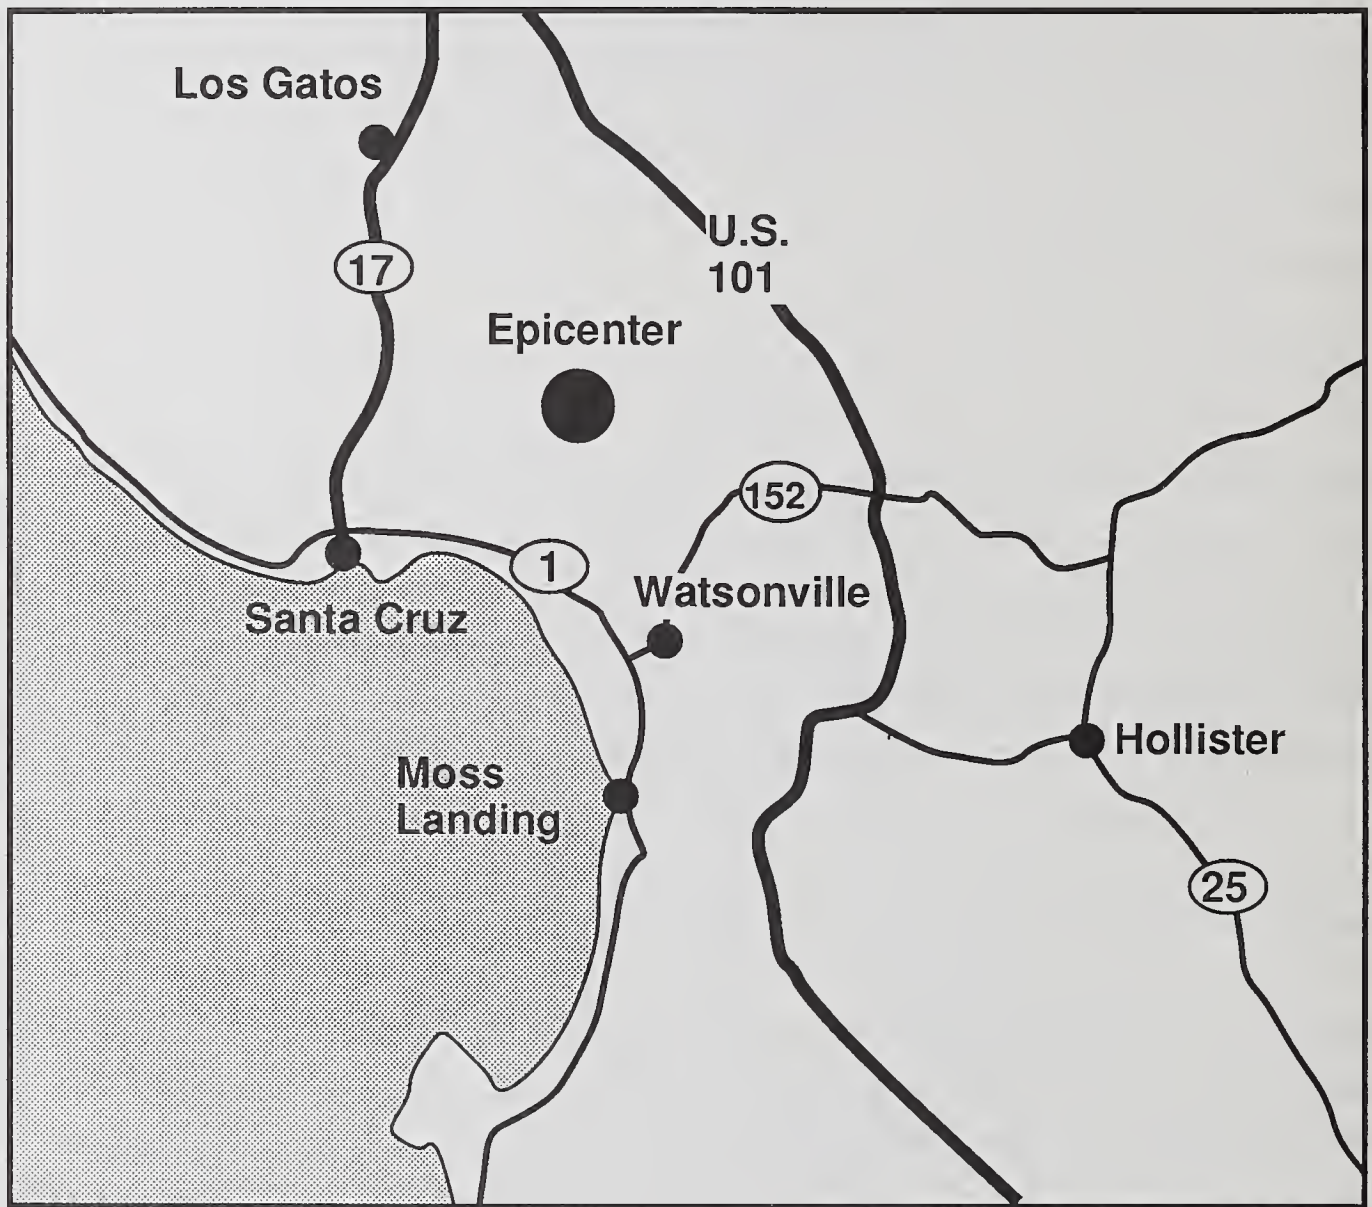 Los Gatos
U.S.
101
17
Epicenter
152
1
Watsonville
Santa Cruz
Hollister
Moss
Landing
25